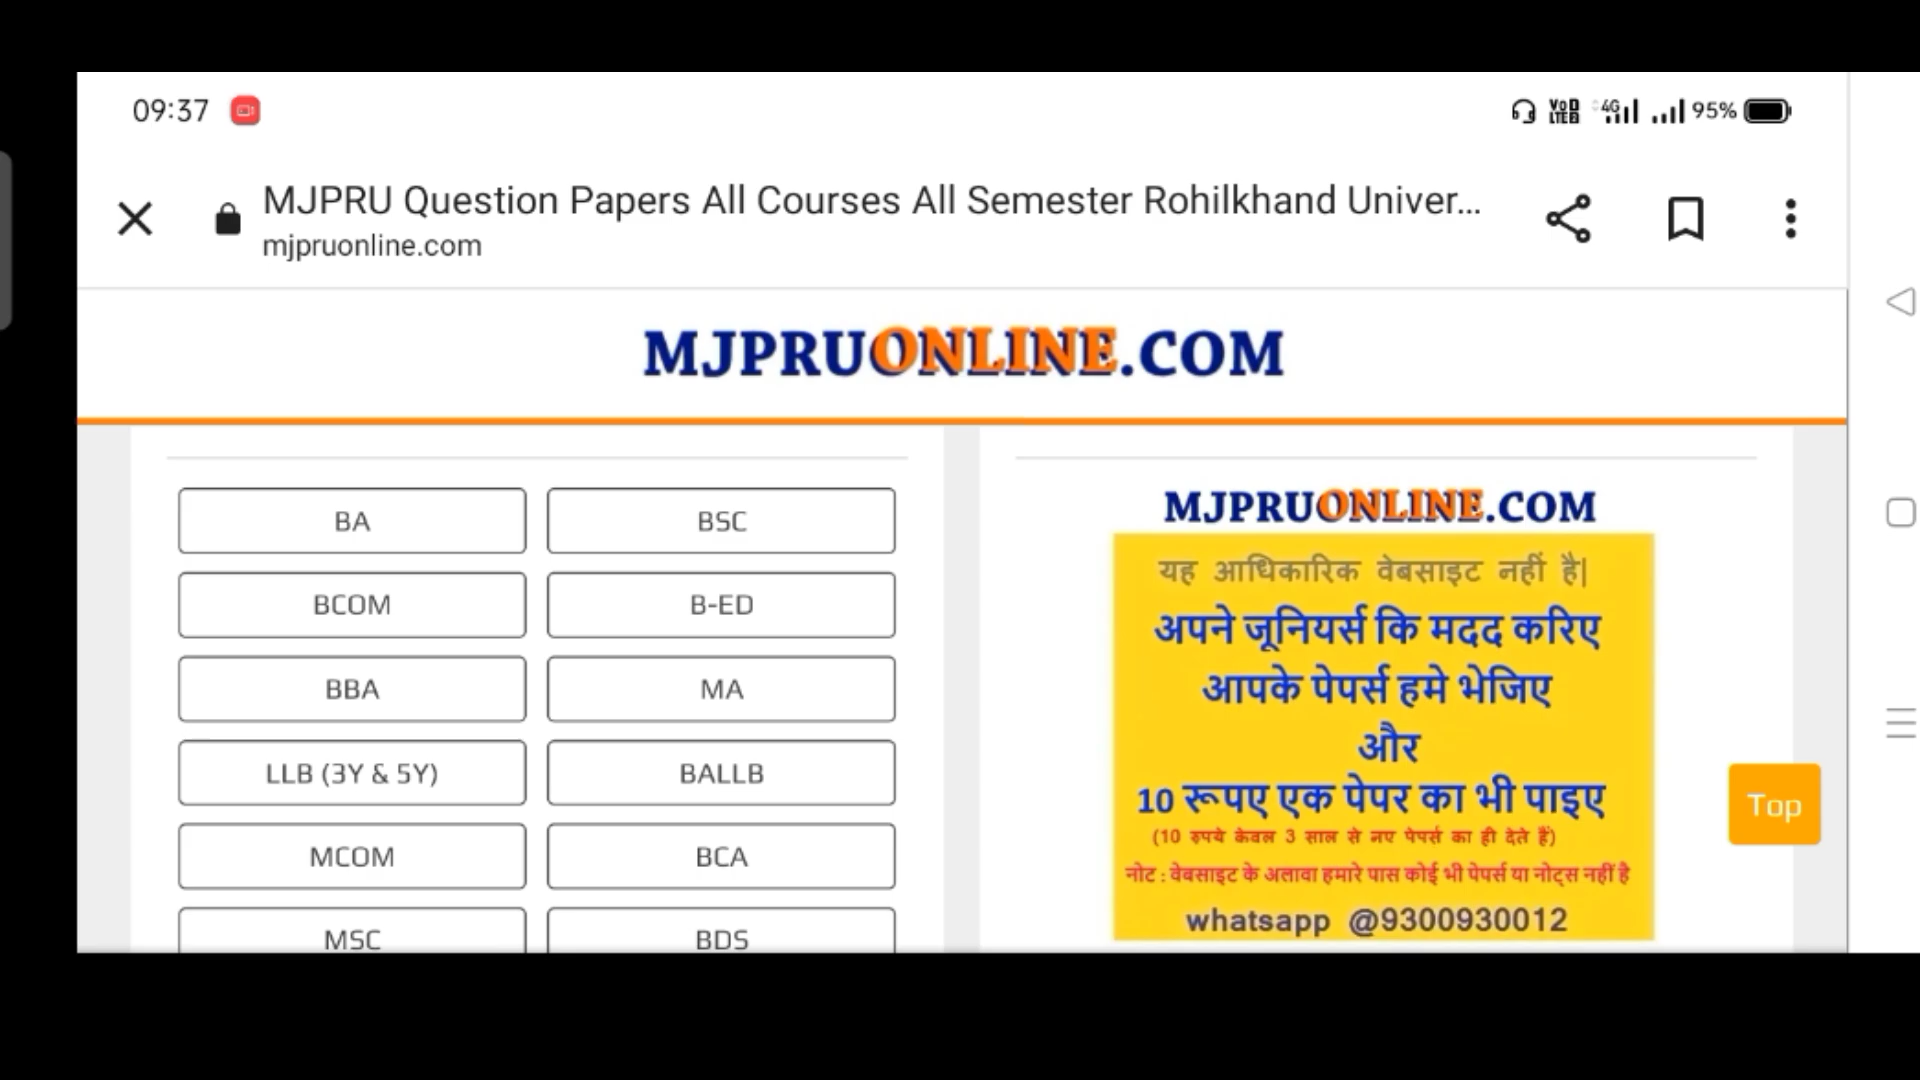 09:37
VoD LTE2 4G 95%
MJPRU Question Papers All Courses All Semester Rohilkhand Univer...
mjpruonline.com
MJPRUONLINE.COM
BA BSC
BCOM B-ED
BBA MA
LLB (3Y & 5Y) BALLB
MCOM BCA
MSC BDS
MJPRUONLINE.COM
यह आधिकारिक वेबसाइट नहीं है|
अपने जूनियर्स कि मदद करिए
आपके पेपर्स हमे भेजिए
और
10 रूपए एक पेपर का भी पाइए
(10 रुपये केवल 3 साल से नए पेपर्स का ही देते हैं)
नोट : वेबसाइट के अलावा हमारे पास कोई भी पेपर्स या नोट्स नहीं है
whatsapp @9300930012
Top